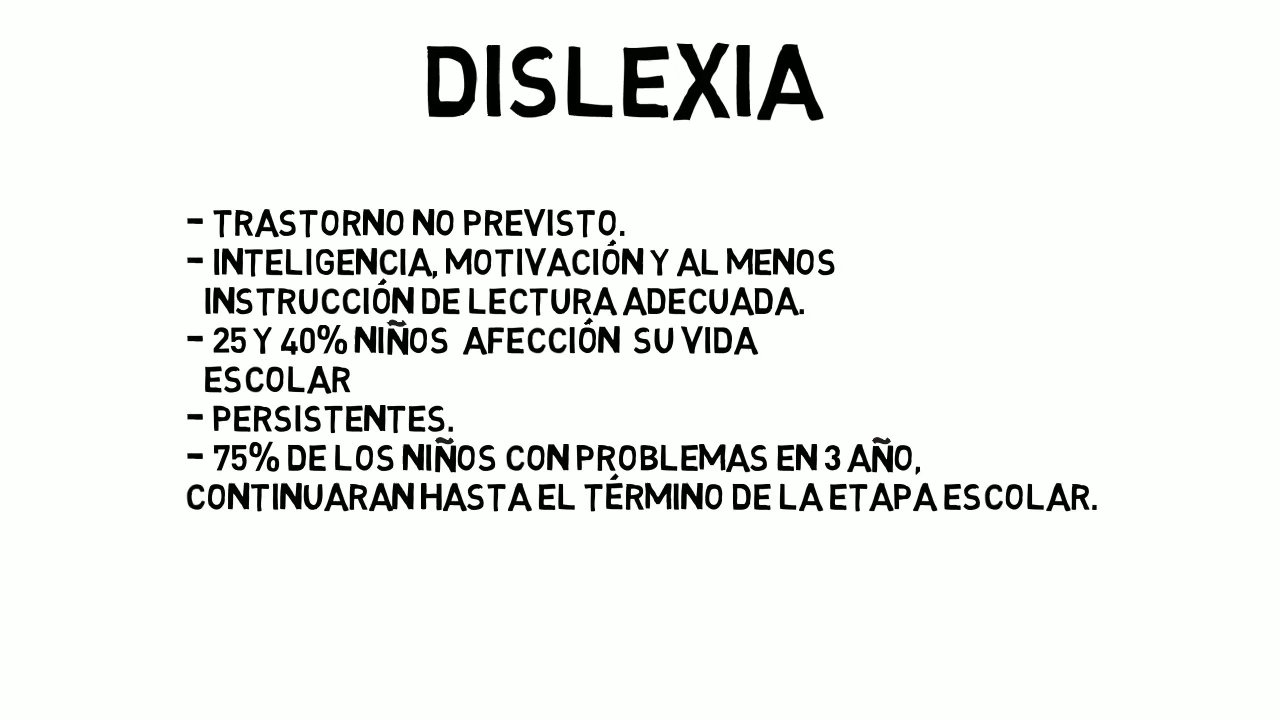 DISLEXIA
- TRASTORNO NO PREVISTO.
- INTELIGENCIA, MOTIVACIÓN Y AL MENOS
INSTRUCCIÓN DE LECTURA ADECUADA.
- 25 Y 40% NIÑOS AFECCIÓN SU VIDA
ESCOLAR
- PERSISTENTES.
- 75% DE LOS NIÑOS CON PROBLEMAS EN 3 AÑO,
CONTINUARAN HASTA EL TÉRMINO DE LA ETAPA ESCOLAR.